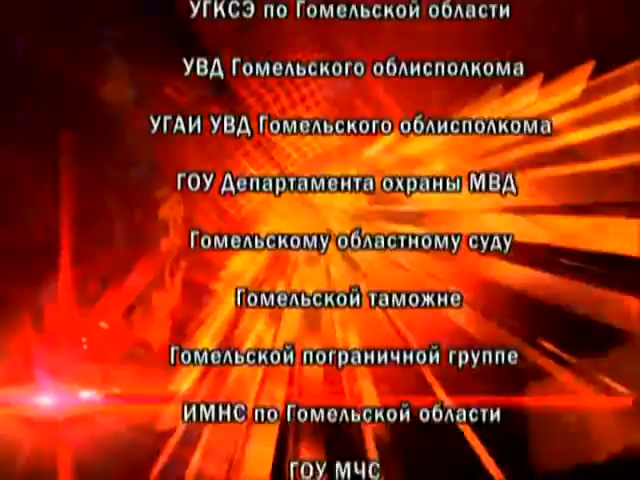 УГКСЭ по Гомельской области
УВД Гомельского облисполкома
УГАИ УВД Гомельского облисполкома
ГОУ Департамента охраны МВД
Гомельскому областному суду
Гомельской таможне
Гомельской пограничной группе
ИМНС по Гомельской области
ГОУ МЧС